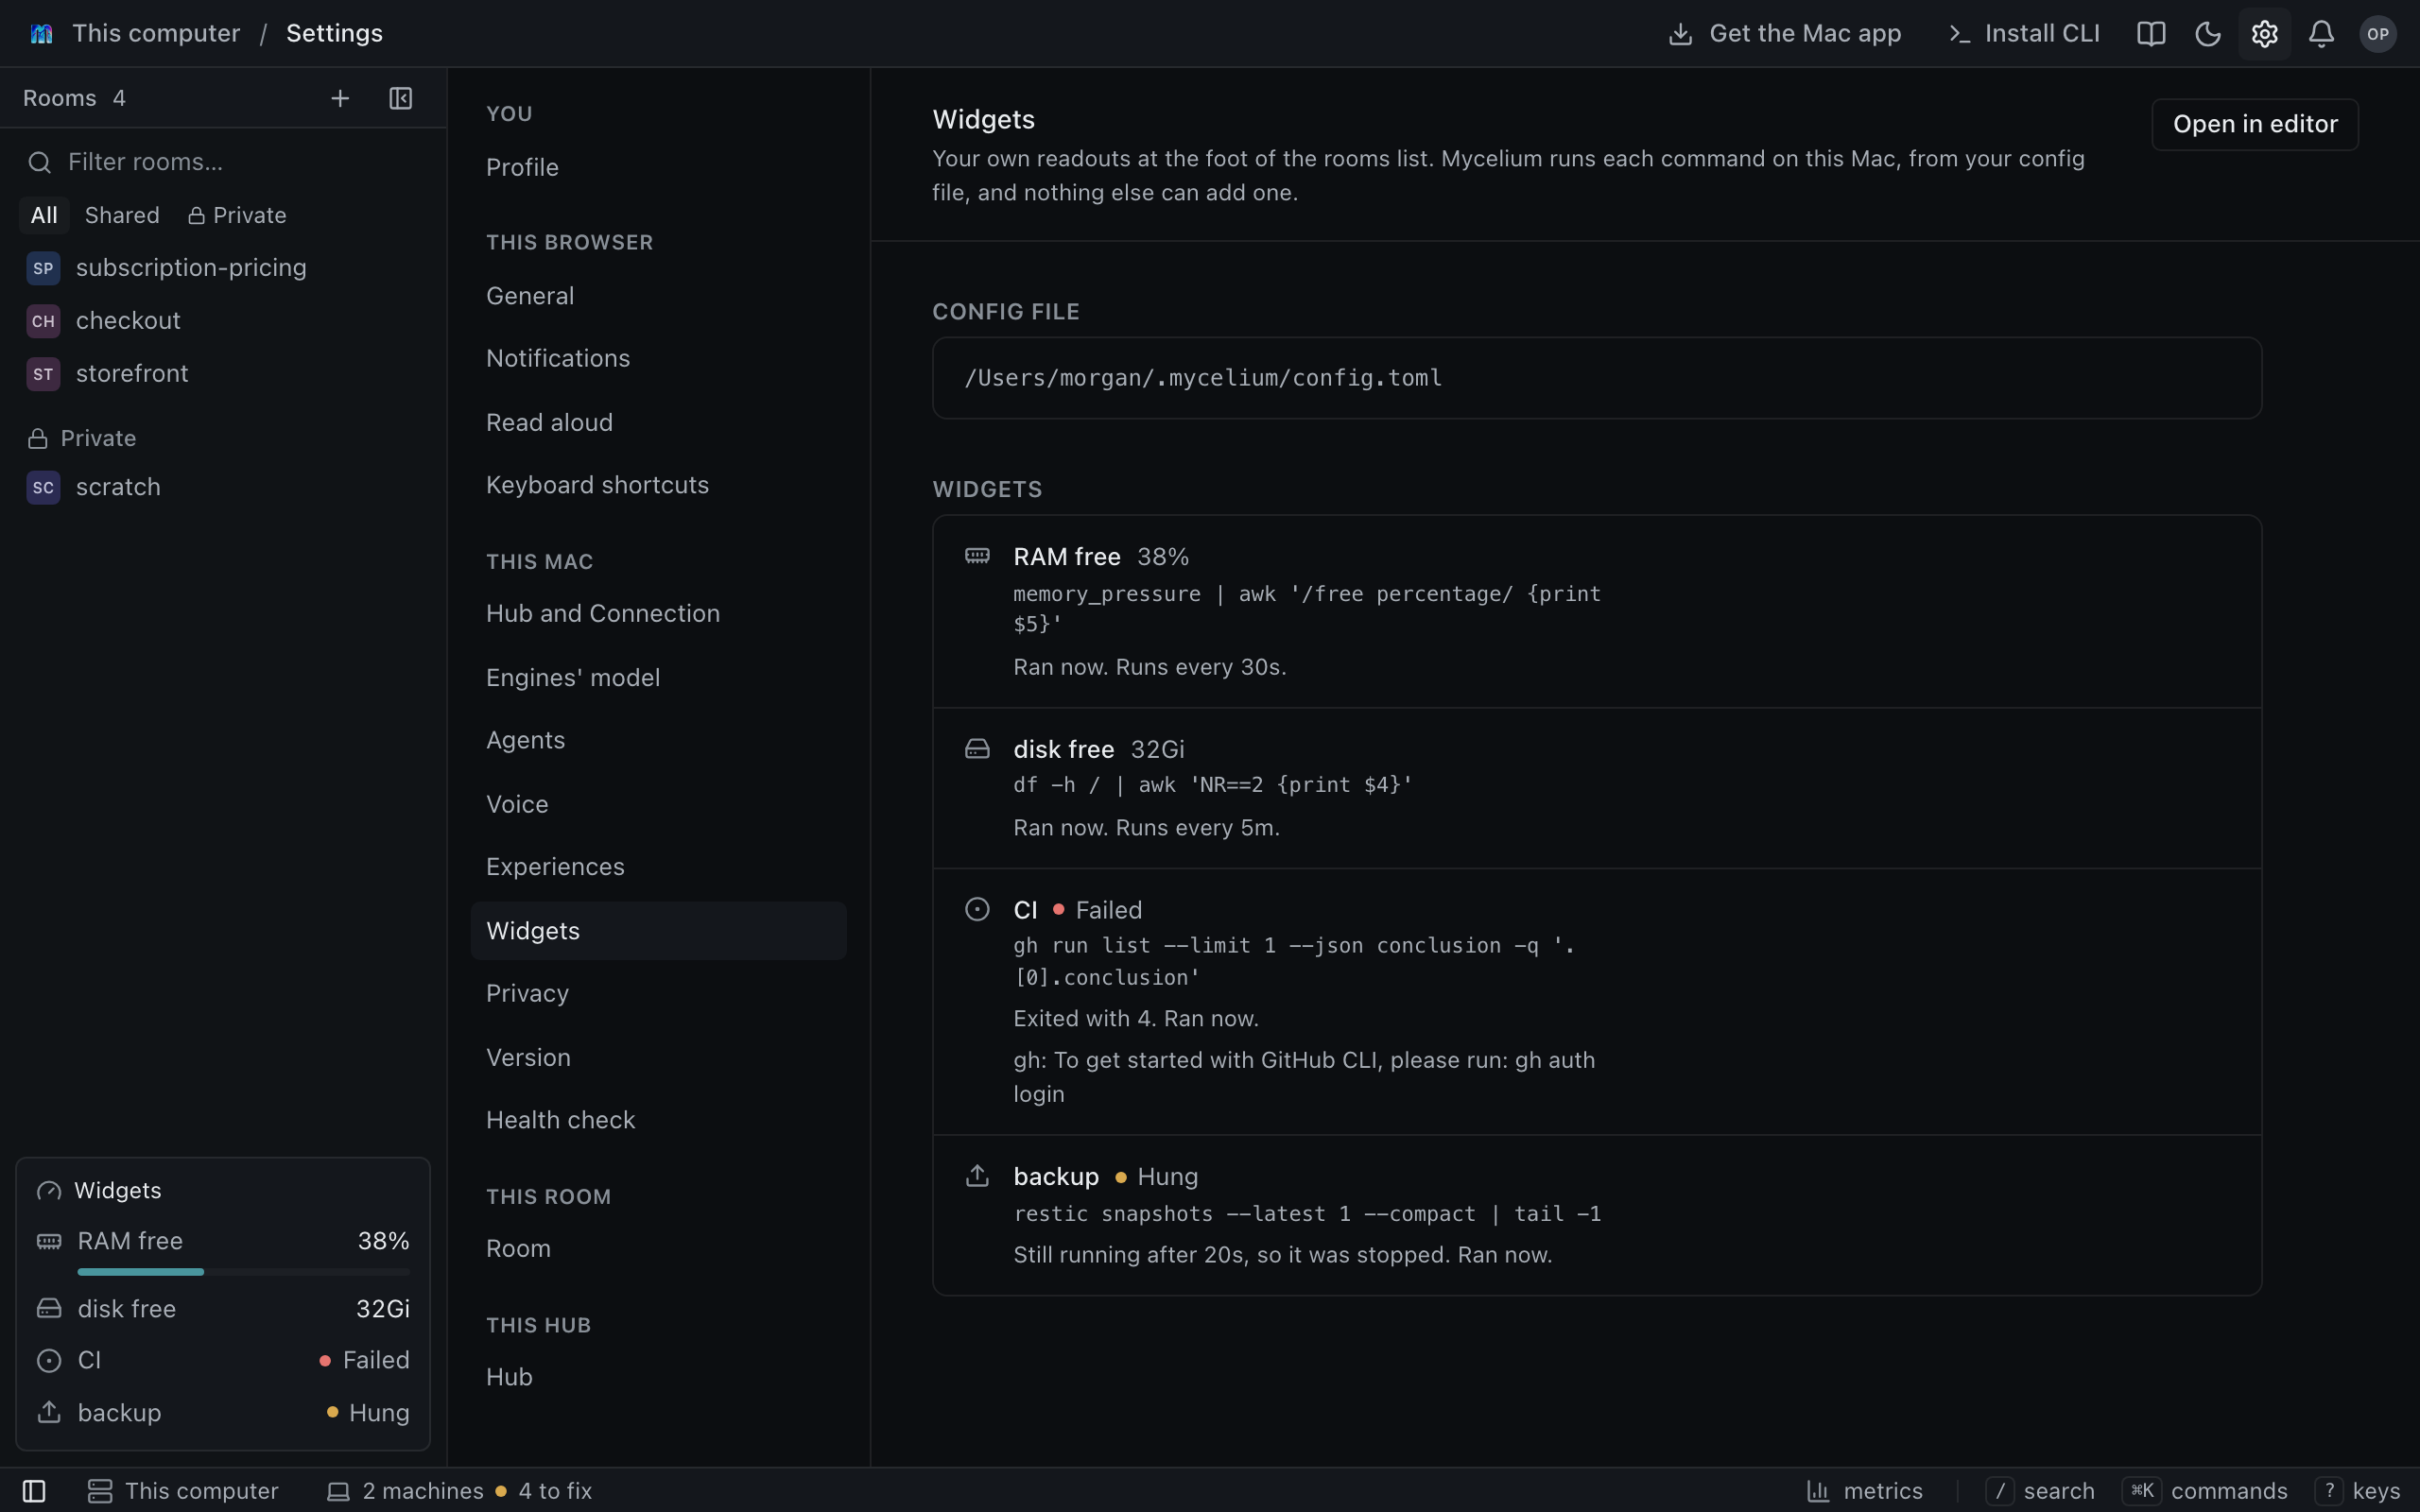 This computer / Settings
Get the Mac app
Install CLI
OP
Rooms 4
Filter rooms...
All Shared Private
SP subscription-pricing
CH checkout
ST storefront
Private
SC scratch
Widgets
RAM free 38%
disk free 32Gi
CI Failed
backup Hung
YOU
Profile
THIS BROWSER
General
Notifications
Read aloud
Keyboard shortcuts
THIS MAC
Hub and Connection
Engines' model
Agents
Voice
Experiences
Widgets
Privacy
Version
Health check
THIS ROOM
Room
THIS HUB
Hub
Widgets
Your own readouts at the foot of the rooms list. Mycelium runs each command on this Mac, from your config
file, and nothing else can add one.
Open in editor
CONFIG FILE
/Users/morgan/.mycelium/config.toml
WIDGETS
RAM free 38%
memory_pressure | awk '/free percentage/ {print
$5}'
Ran now. Runs every 30s.
disk free 32Gi
df -h / | awk 'NR==2 {print $4}'
Ran now. Runs every 5m.
CI Failed
gh run list --limit 1 --json conclusion -q '.
[0].conclusion'
Exited with 4. Ran now.
gh: To get started with GitHub CLI, please run: gh auth
login
backup Hung
restic snapshots --latest 1 --compact | tail -1
Still running after 20s, so it was stopped. Ran now.
This computer
2 machines 4 to fix
metrics
/ search
⌘K commands
? keys